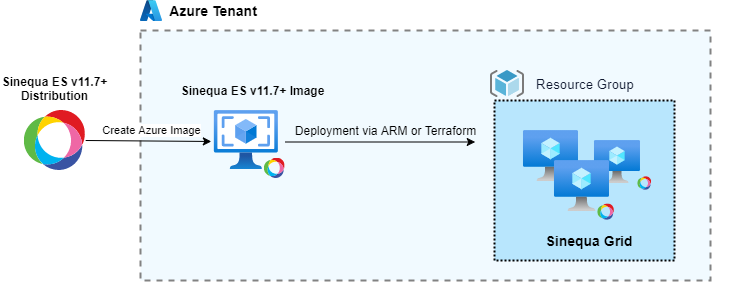 Azure Tenant
Sinequa ES v11.7+
Distribution
Create Azure Image
Sinequa ES v11.7+ Image
Deployment via ARM or Terraform
Resource Group
Sinequa Grid